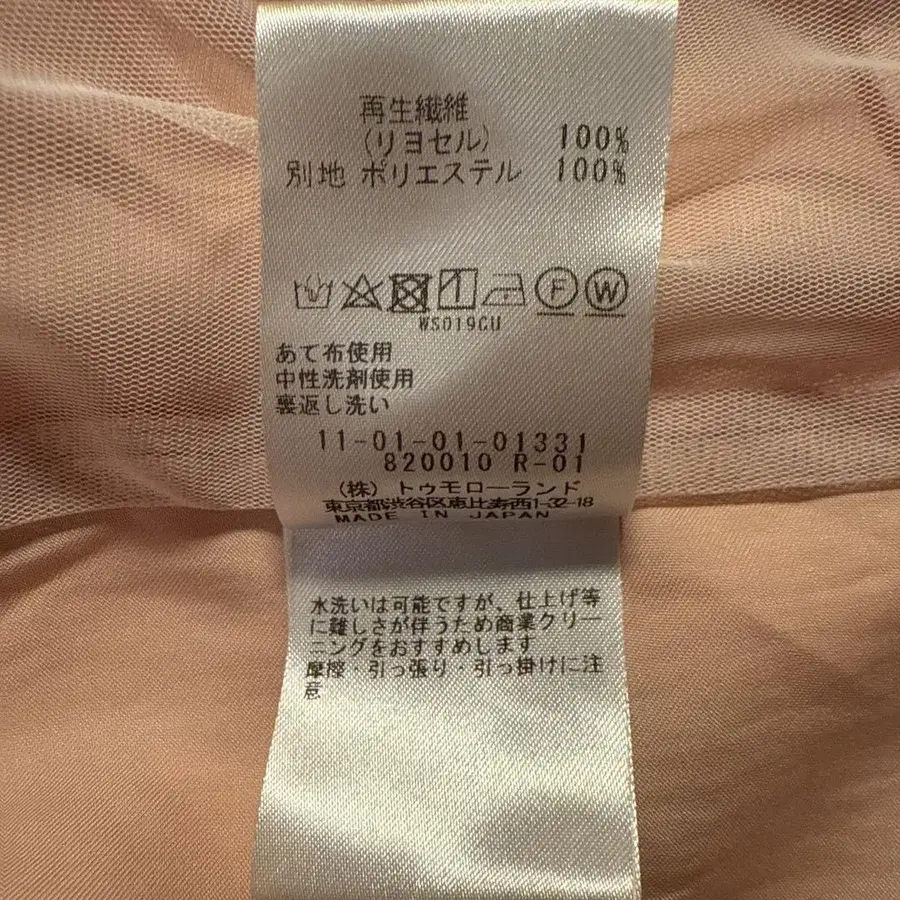 再生繊維
(リヨセル) 100%
別地 ポリエステル 100%
F W
WS019CU
あて布使用
中性洗剤使用
裏返し洗い
11-01-01-01331
820010 R-01
(株) トゥモローランド
東京都渋谷区恵比寿西1-32-18
MADE IN JAPAN
水洗いは可能ですが、仕上げ等
に難しさが伴うため商業クリー
ニングをおすすめします
摩擦・引っ張り・引っ掛けに注
意